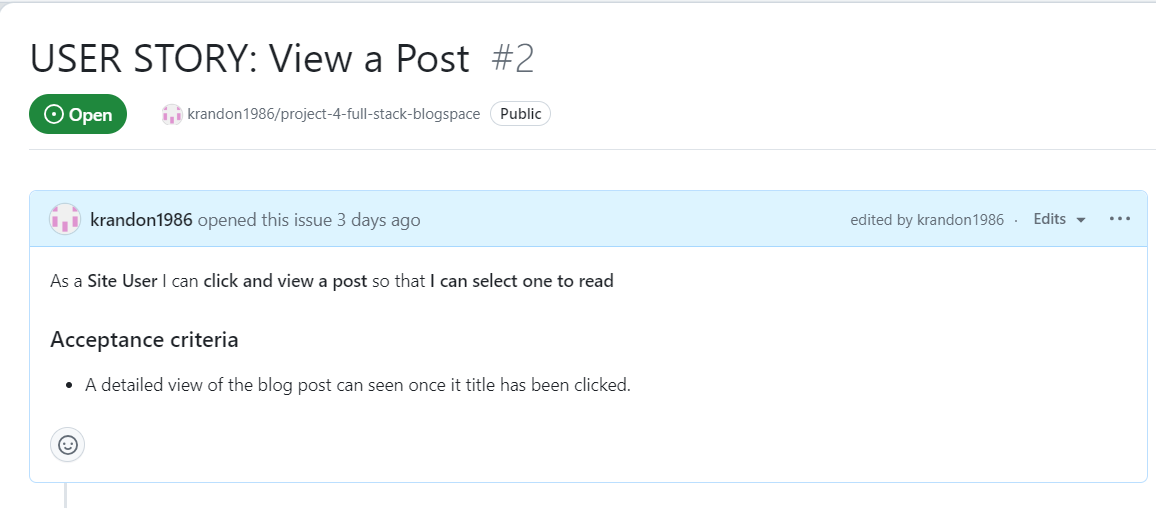 USER STORY: View a Post #2
Open krandon1986/project-4-full-stack-blogspace Public
krandon1986 opened this issue 3 days ago edited by krandon1986 · Edits
As a Site User I can click and view a post so that I can select one to read
Acceptance criteria
• A detailed view of the blog post can seen once it title has been clicked.